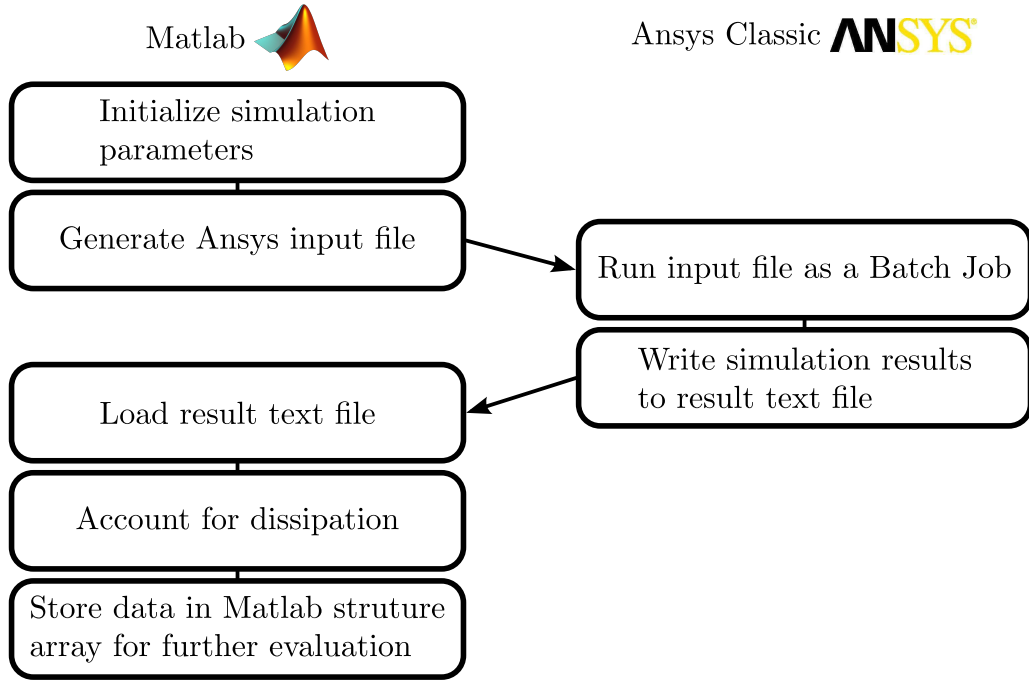 Matlab
Ansys Classic ANSYS®
Initialize simulation
parameters
Generate Ansys input file
Run input file as a Batch Job
Write simulation results
to result text file
Load result text file
Account for dissipation
Store data in Matlab struture
array for further evaluation